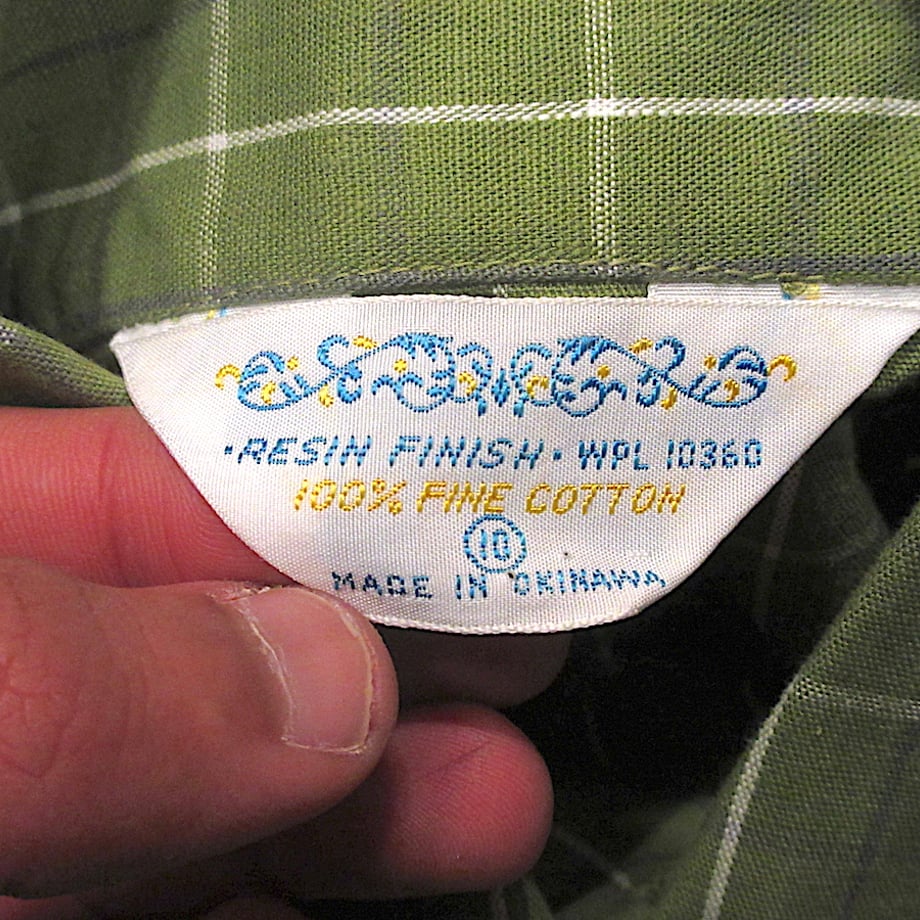 ·RESIN FINISH· WPL 10360
100% FINE COTTON
10
MADE IN OKINAWA